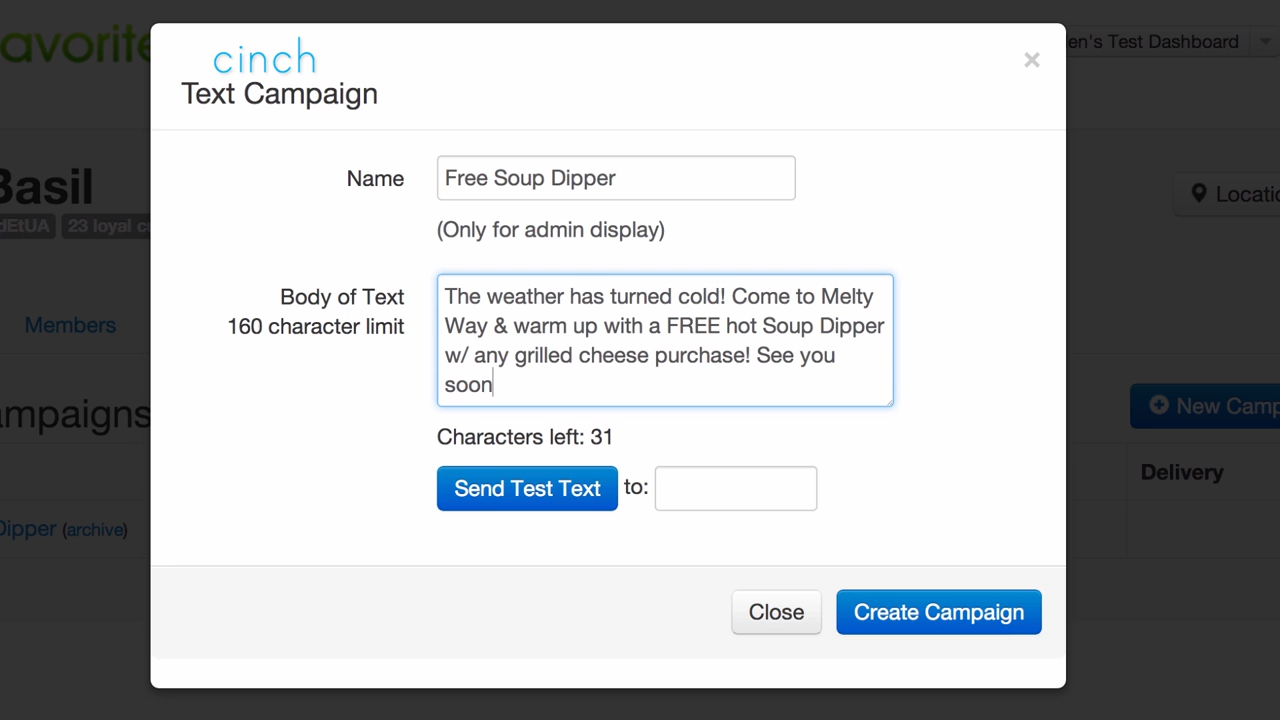 avorite
cinch
Text Campaign
×
en's Test Dashboard
Basil
dEtUA
23 loyal cu
Locatio
Name
Free Soup Dipper
(Only for admin display)
Members
Body of Text
160 character limit
The weather has turned cold! Come to Melty
Way & warm up with a FREE hot Soup Dipper
w/ any grilled cheese purchase! See you
soon
ampaigns
New Camp
Characters left: 31
Delivery
Send Test Text
to:
Dipper (archive)
Close
Create Campaign